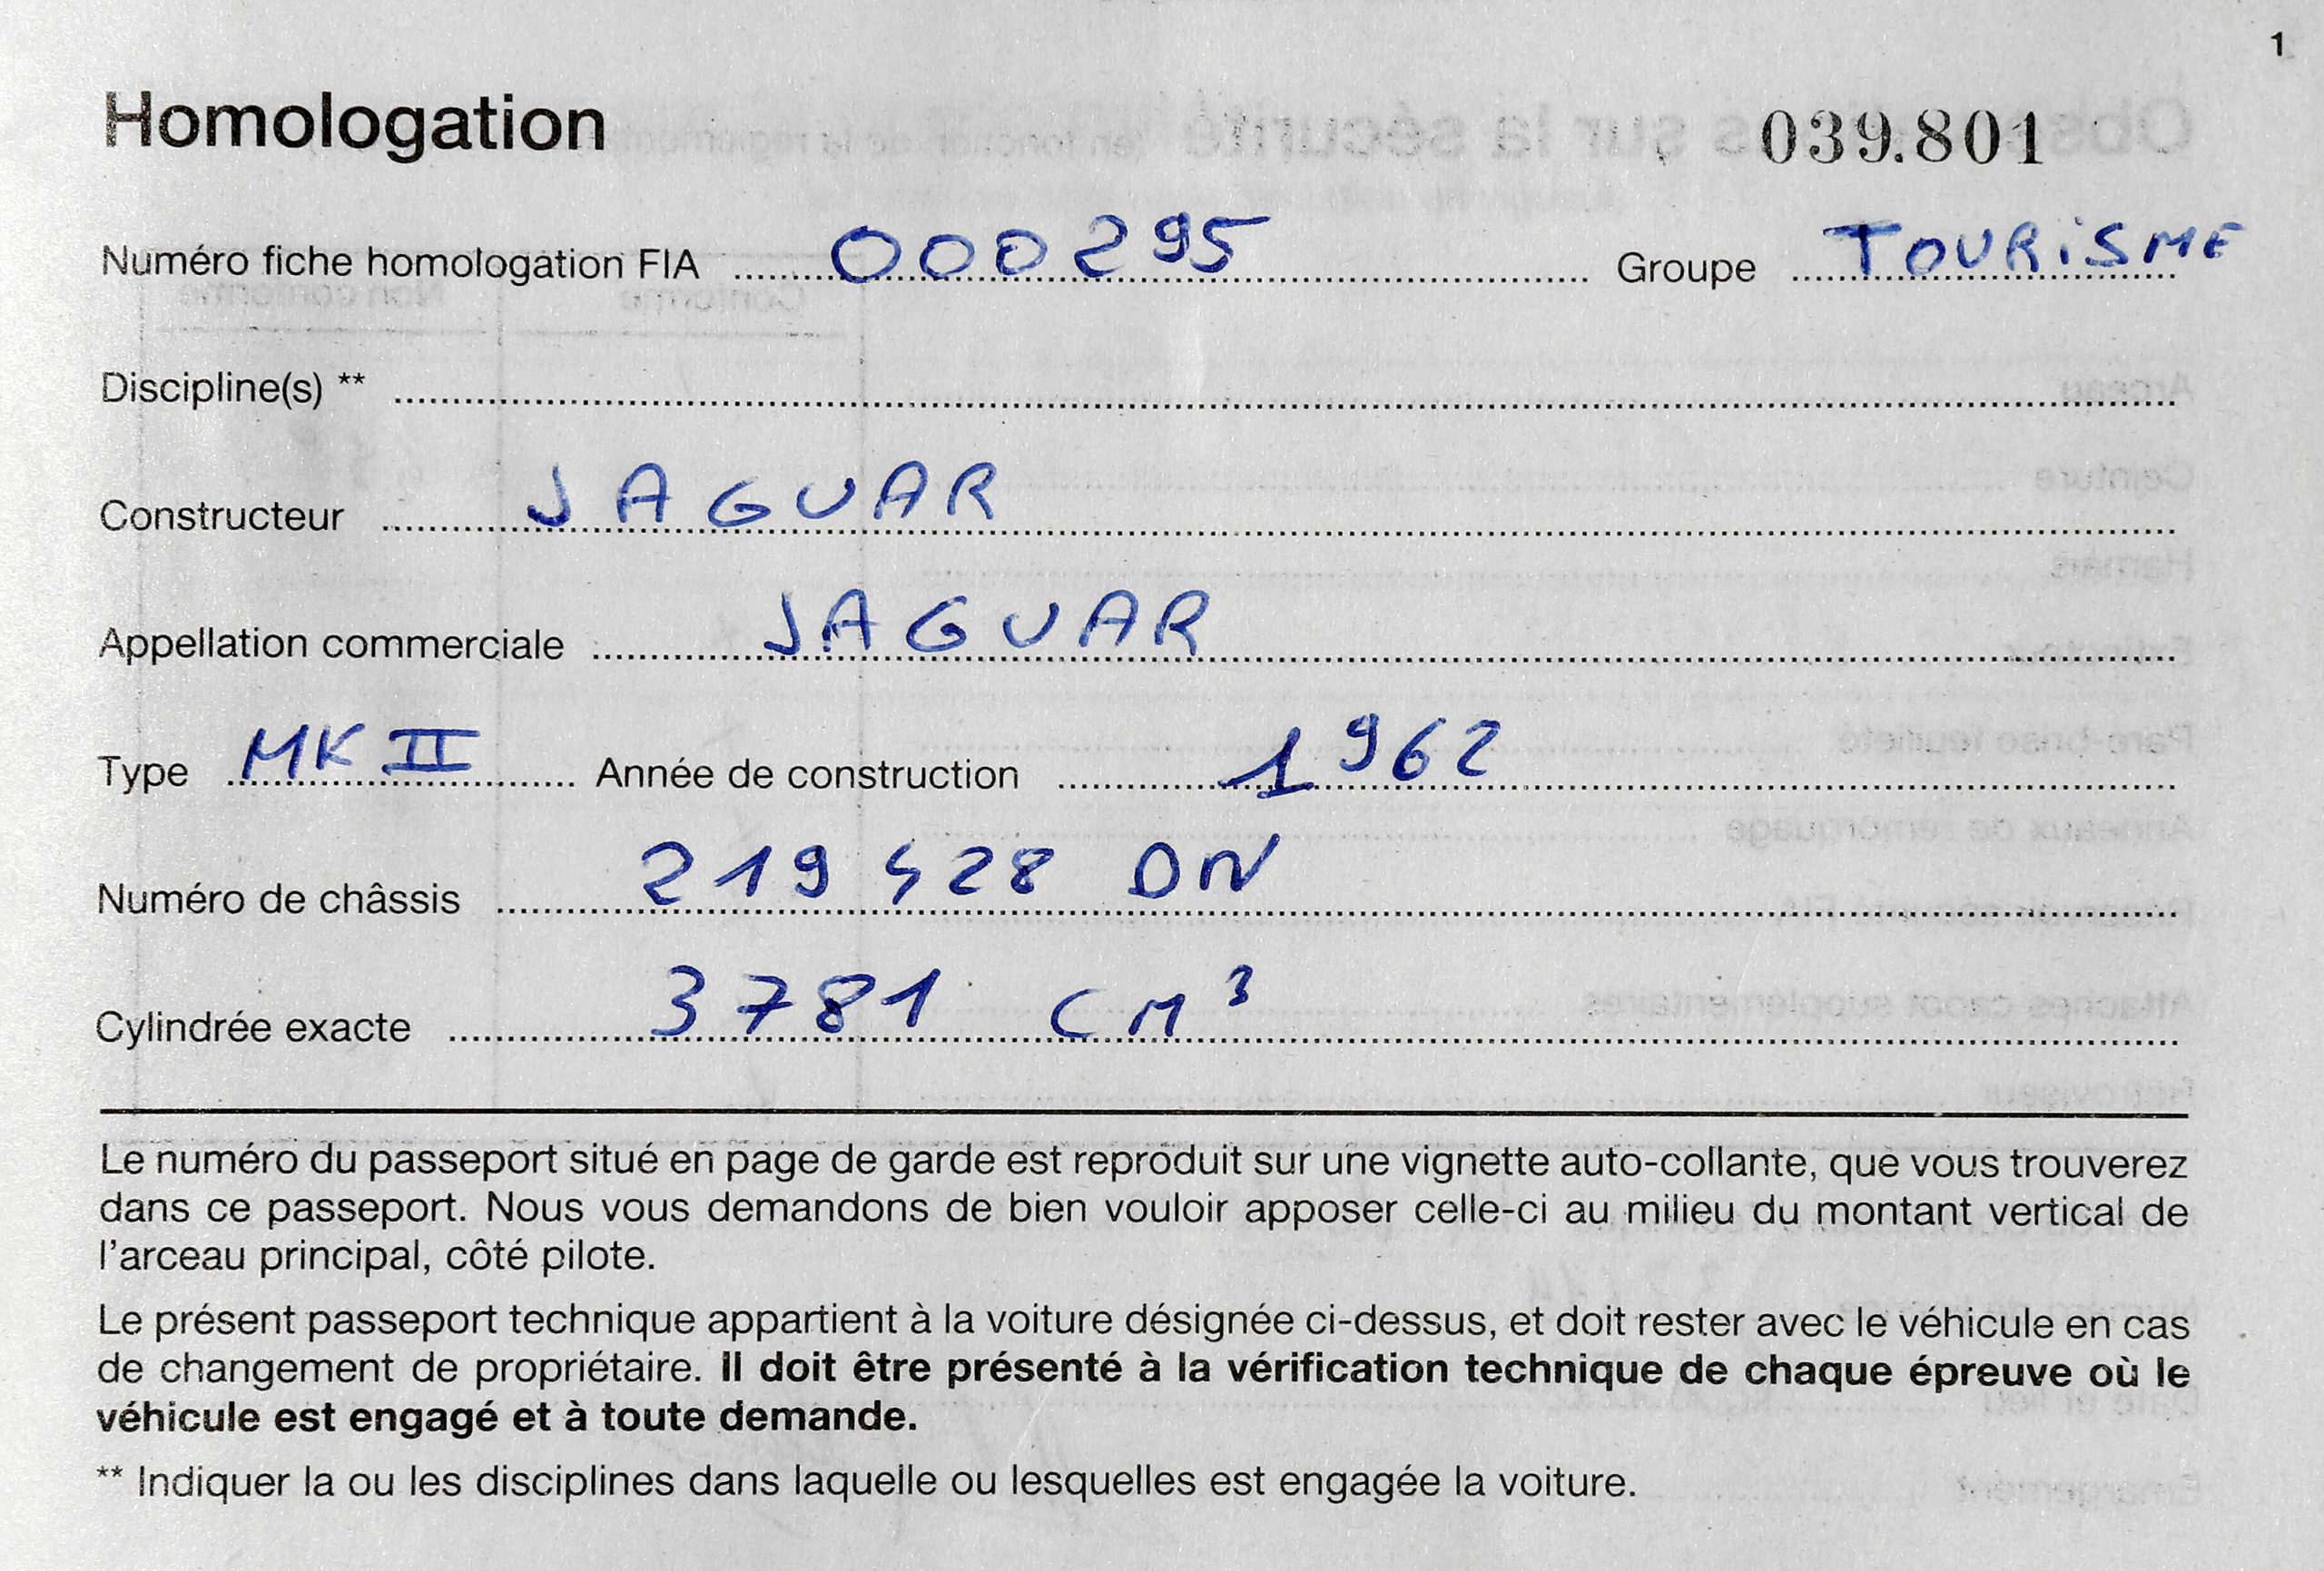 1
Homologation 039.801
Numéro fiche homologation FIA 000295 Groupe TOURiSME
Discipline(s) **
Constructeur JAGUAR
Appellation commerciale JAGUAR
Type MK II Année de construction 1962
Numéro de châssis 219 428 DN
Cylindrée exacte 3781 CM³
Le numéro du passeport situé en page de garde est reproduit sur une vignette auto-collante, que vous trouverez
dans ce passeport. Nous vous demandons de bien vouloir apposer celle-ci au milieu du montant vertical de
l'arceau principal, côté pilote.
Le présent passeport technique appartient à la voiture désignée ci-dessus, et doit rester avec le véhicule en cas
de changement de propriétaire. Il doit être présenté à la vérification technique de chaque épreuve où le
véhicule est engagé et à toute demande.
** Indiquer la ou les disciplines dans laquelle ou lesquelles est engagée la voiture.